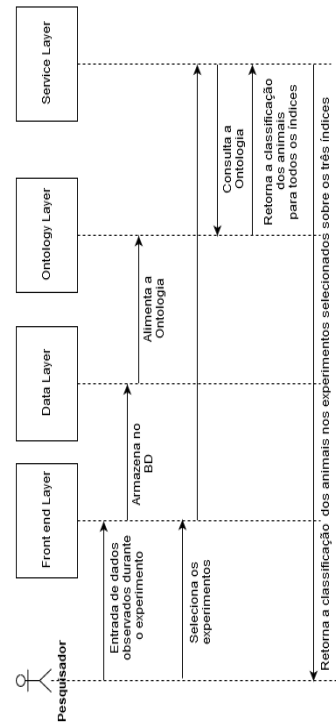 Pesquisador
Front end Layer
Data Layer
Ontology Layer
Service Layer
Entrada de dados
observados durante
o experimento
Armazena no
BD
Alimenta a
Ontologia
Seleciona os
experimentos
Consulta a
Ontologia
Retorna a classificação
dos animais
para todos os índices
Retorna a classificação dos animais nos experimentos selecionados sobre os três índices